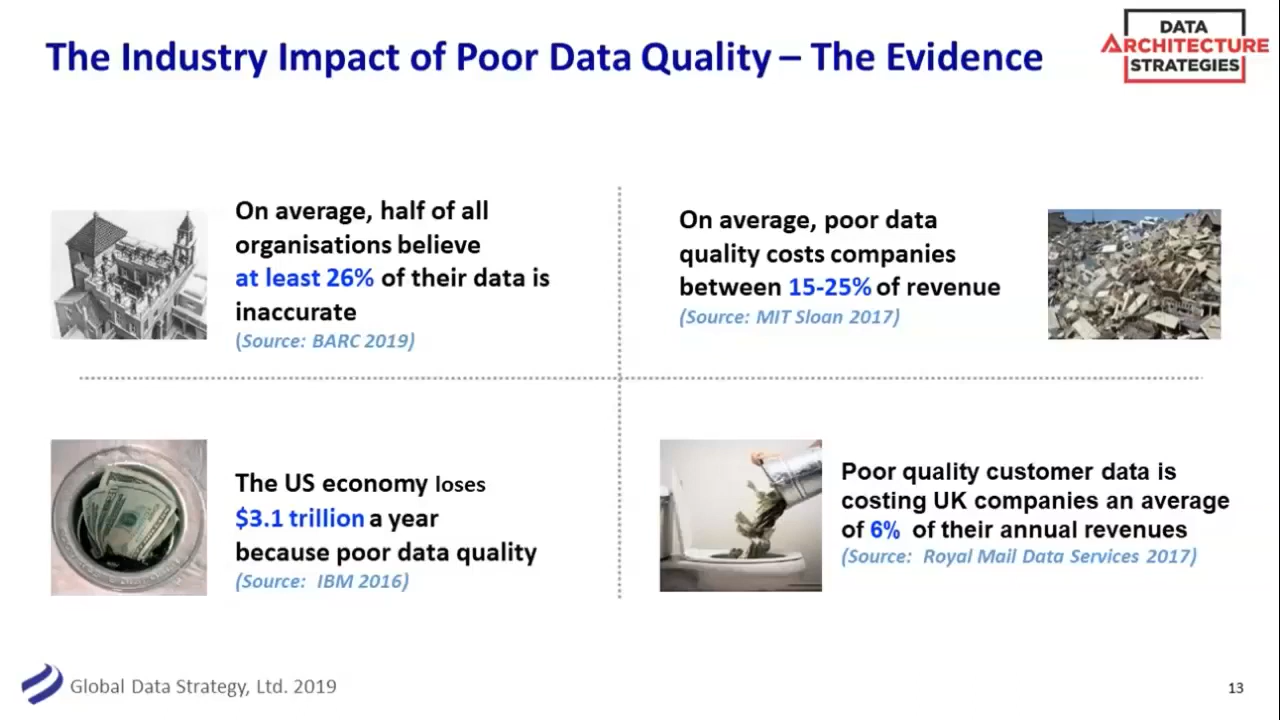 The Industry Impact of Poor Data Quality – The Evidence
DATA
ARCHITECTURE
STRATEGIES
On average, half of all
organisations believe
at least 26% of their data is
inaccurate
(Source: BARC 2019)
On average, poor data
quality costs companies
between 15-25% of revenue
(Source: MIT Sloan 2017)
The US economy loses
$3.1 trillion a year
because poor data quality
(Source: IBM 2016)
Poor quality customer data is
costing UK companies an average
of 6% of their annual revenues
(Source: Royal Mail Data Services 2017)
Global Data Strategy, Ltd. 2019
13